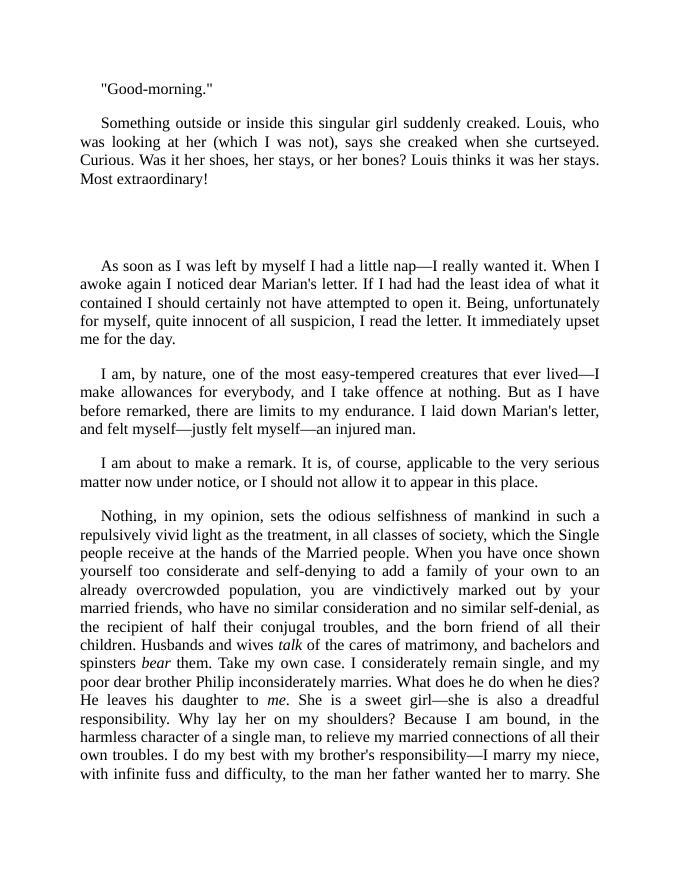 "Good-morning."
Something outside or inside this singular girl suddenly creaked. Louis, who
was looking at her (which I was not), says she creaked when she curtseyed.
Curious. Was it her shoes, her stays, or her bones? Louis thinks it was her stays.
Most extraordinary!
As soon as I was left by myself I had a little nap—I really wanted it. When I
awoke again I noticed dear Marian's letter. If I had had the least idea of what it
contained I should certainly not have attempted to open it. Being, unfortunately
for myself, quite innocent of all suspicion, I read the letter. It immediately upset
me for the day.
I am, by nature, one of the most easy-tempered creatures that ever lived—I
make allowances for everybody, and I take offence at nothing. But as I have
before remarked, there are limits to my endurance. I laid down Marian's letter,
and felt myself—justly felt myself—an injured man.
I am about to make a remark. It is, of course, applicable to the very serious
matter now under notice, or I should not allow it to appear in this place.
Nothing, in my opinion, sets the odious selfishness of mankind in such a
repulsively vivid light as the treatment, in all classes of society, which the Single
people receive at the hands of the Married people. When you have once shown
yourself too considerate and self-denying to add a family of your own to an
already overcrowded population, you are vindictively marked out by your
married friends, who have no similar consideration and no similar self-denial, as
the recipient of half their conjugal troubles, and the born friend of all their
children. Husbands and wives talk of the cares of matrimony, and bachelors and
spinsters bear them. Take my own case. I considerately remain single, and my
poor dear brother Philip inconsiderately marries. What does he do when he dies?
He leaves his daughter to me. She is a sweet girl—she is also a dreadful
responsibility. Why lay her on my shoulders? Because I am bound, in the
harmless character of a single man, to relieve my married connections of all their
own troubles. I do my best with my brother's responsibility—I marry my niece,
with infinite fuss and difficulty, to the man her father wanted her to marry. She